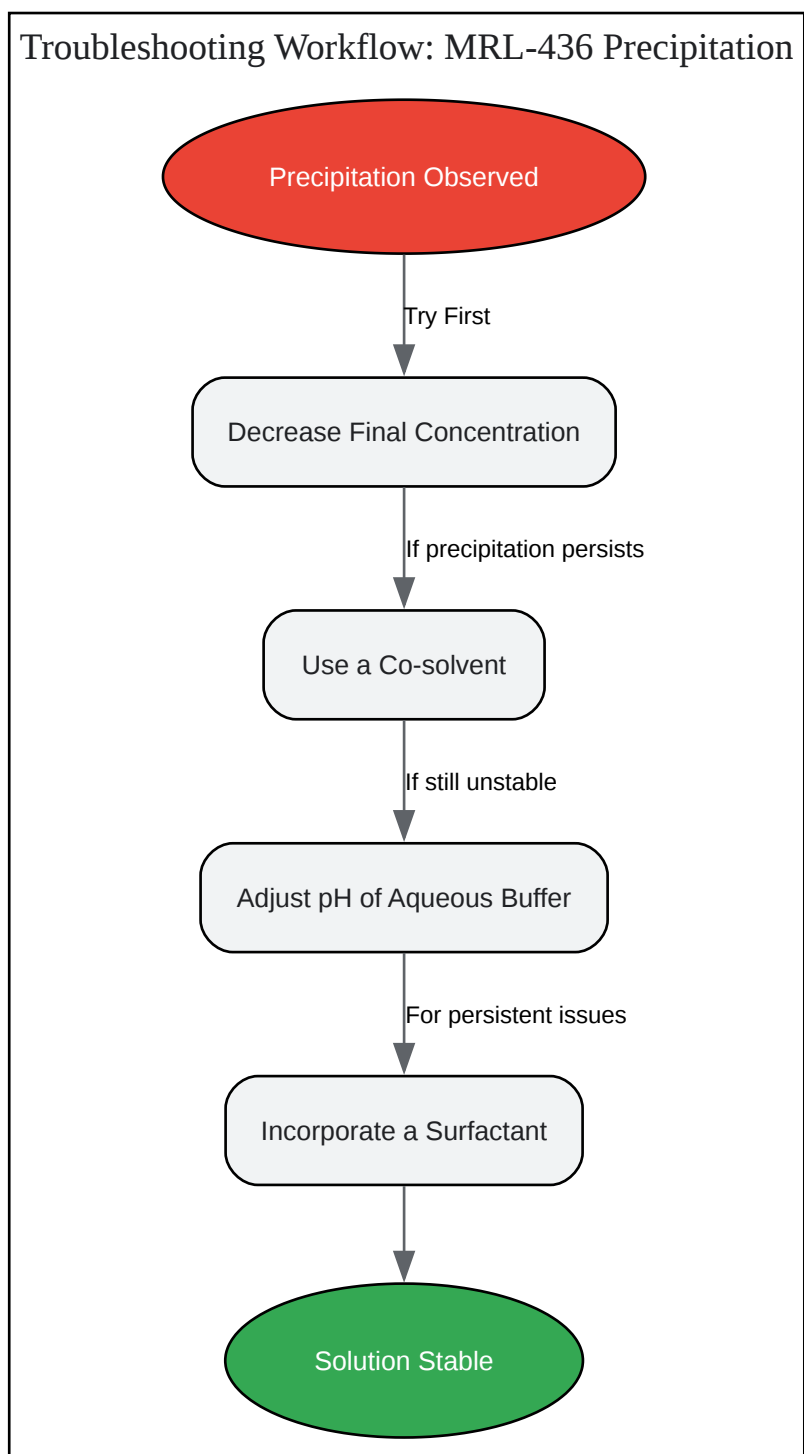 Troubleshooting Workflow: MRL-436 Precipitation
Precipitation Observed
Try First
Decrease Final Concentration
If precipitation persists
Use a Co-solvent
If still unstable
Adjust pH of Aqueous Buffer
For persistent issues
Incorporate a Surfactant
Solution Stable